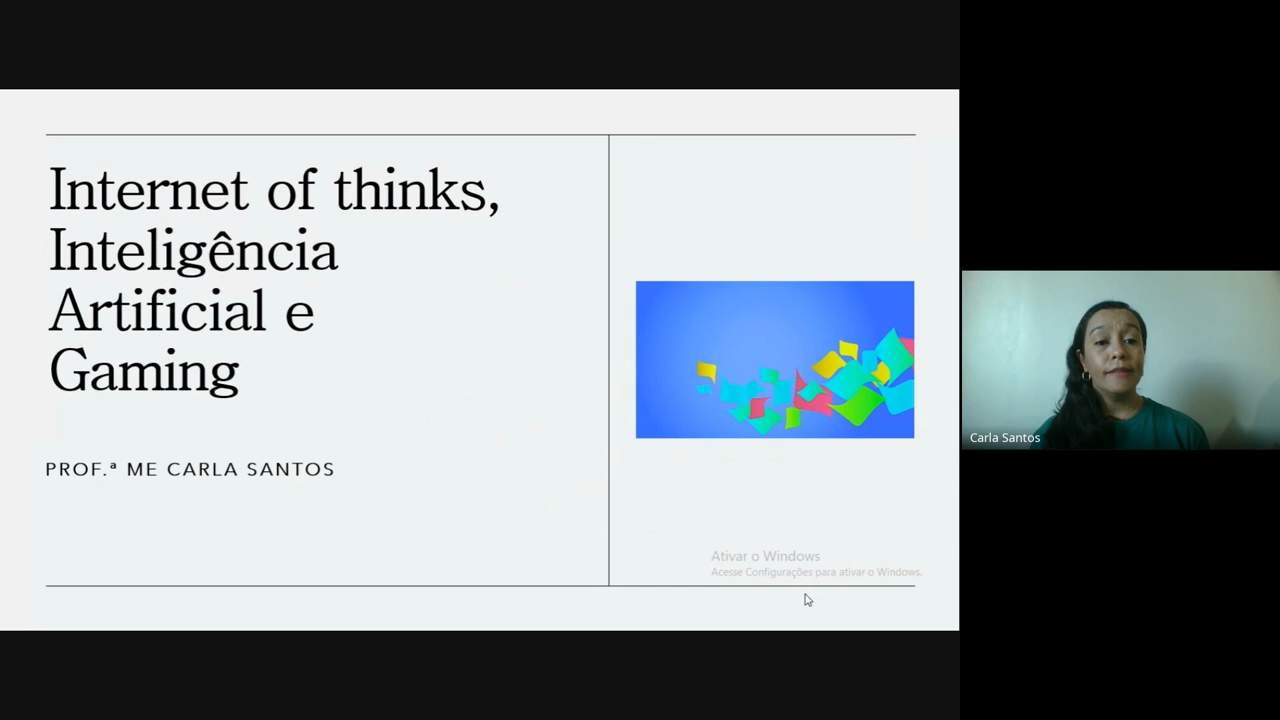 Internet of thinks,
Inteligência
Artificial e
Gaming
PROF.ª ME CARLA SANTOS
Ativar o Windows
Acesse Configurações para ativar o Windows.
Carla Santos